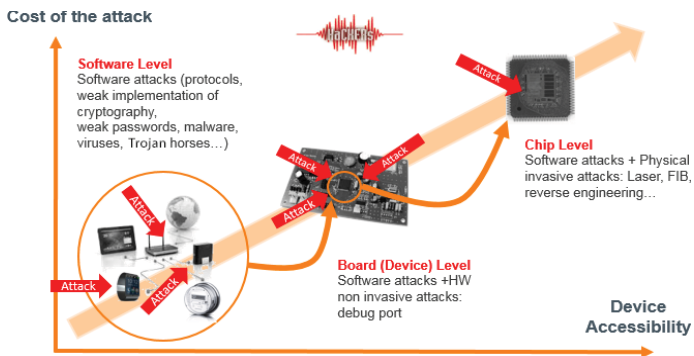 Cost of the attack
HaCKERs
Software Level
Software attacks (protocols,
weak implementation of
cryptography,
weak passwords, malware,
viruses, Trojan horses…)
Attack
Attack
Attack
Attack
Attack
Attack
Attack
Chip Level
Software attacks + Physical
invasive attacks: Laser, FIB,
reverse engineering…
Board (Device) Level
Software attacks +HW
non invasive attacks:
debug port
Device
Accessibility